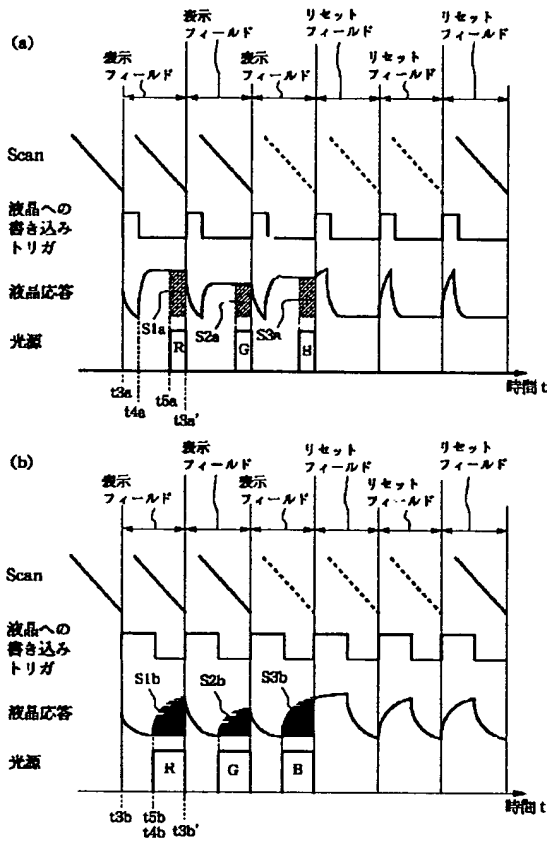 (a)
表示
フィールド
表示
フィールド
表示
フィールド
リセット
フィールド
リセット
フィールド
リセット
フィールド
Scan
液晶への
書き込み
トリガ
液晶応答
S1a
S2a
S3a
光源
R
G
B
t3a
t4a
t5a
t3a'
時間 t
(b)
表示
フィールド
表示
フィールド
表示
フィールド
リセット
フィールド
リセット
フィールド
リセット
フィールド
Scan
液晶への
書き込み
トリガ
液晶応答
S1b
S2b
S3b
光源
R
G
B
t3b
t5b
t4b
t3b'
時間 t